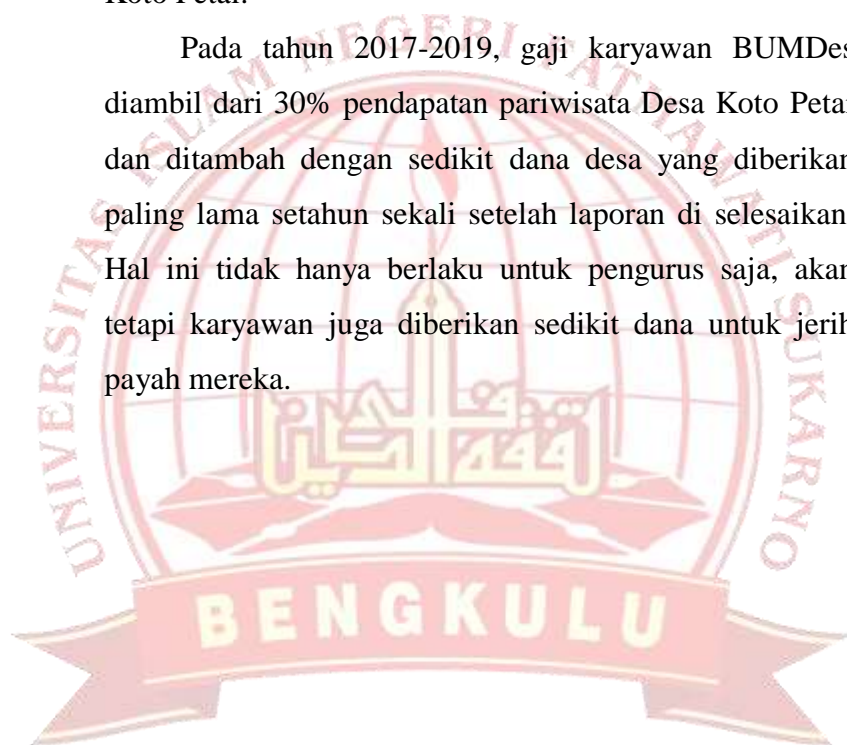 Koto Petai.
Pada tahun 2017-2019, gaji karyawan BUMDes
diambil dari 30% pendapatan pariwisata Desa Koto Petai
dan ditambah dengan sedikit dana desa yang diberikan
paling lama setahun sekali setelah laporan di selesaikan.
Hal ini tidak hanya berlaku untuk pengurus saja, akan
tetapi karyawan juga diberikan sedikit dana untuk jerih
payah mereka.
UNIVERSITAS ISLAM NEGERI FATMAWATI SUKARNO
BENGKULU